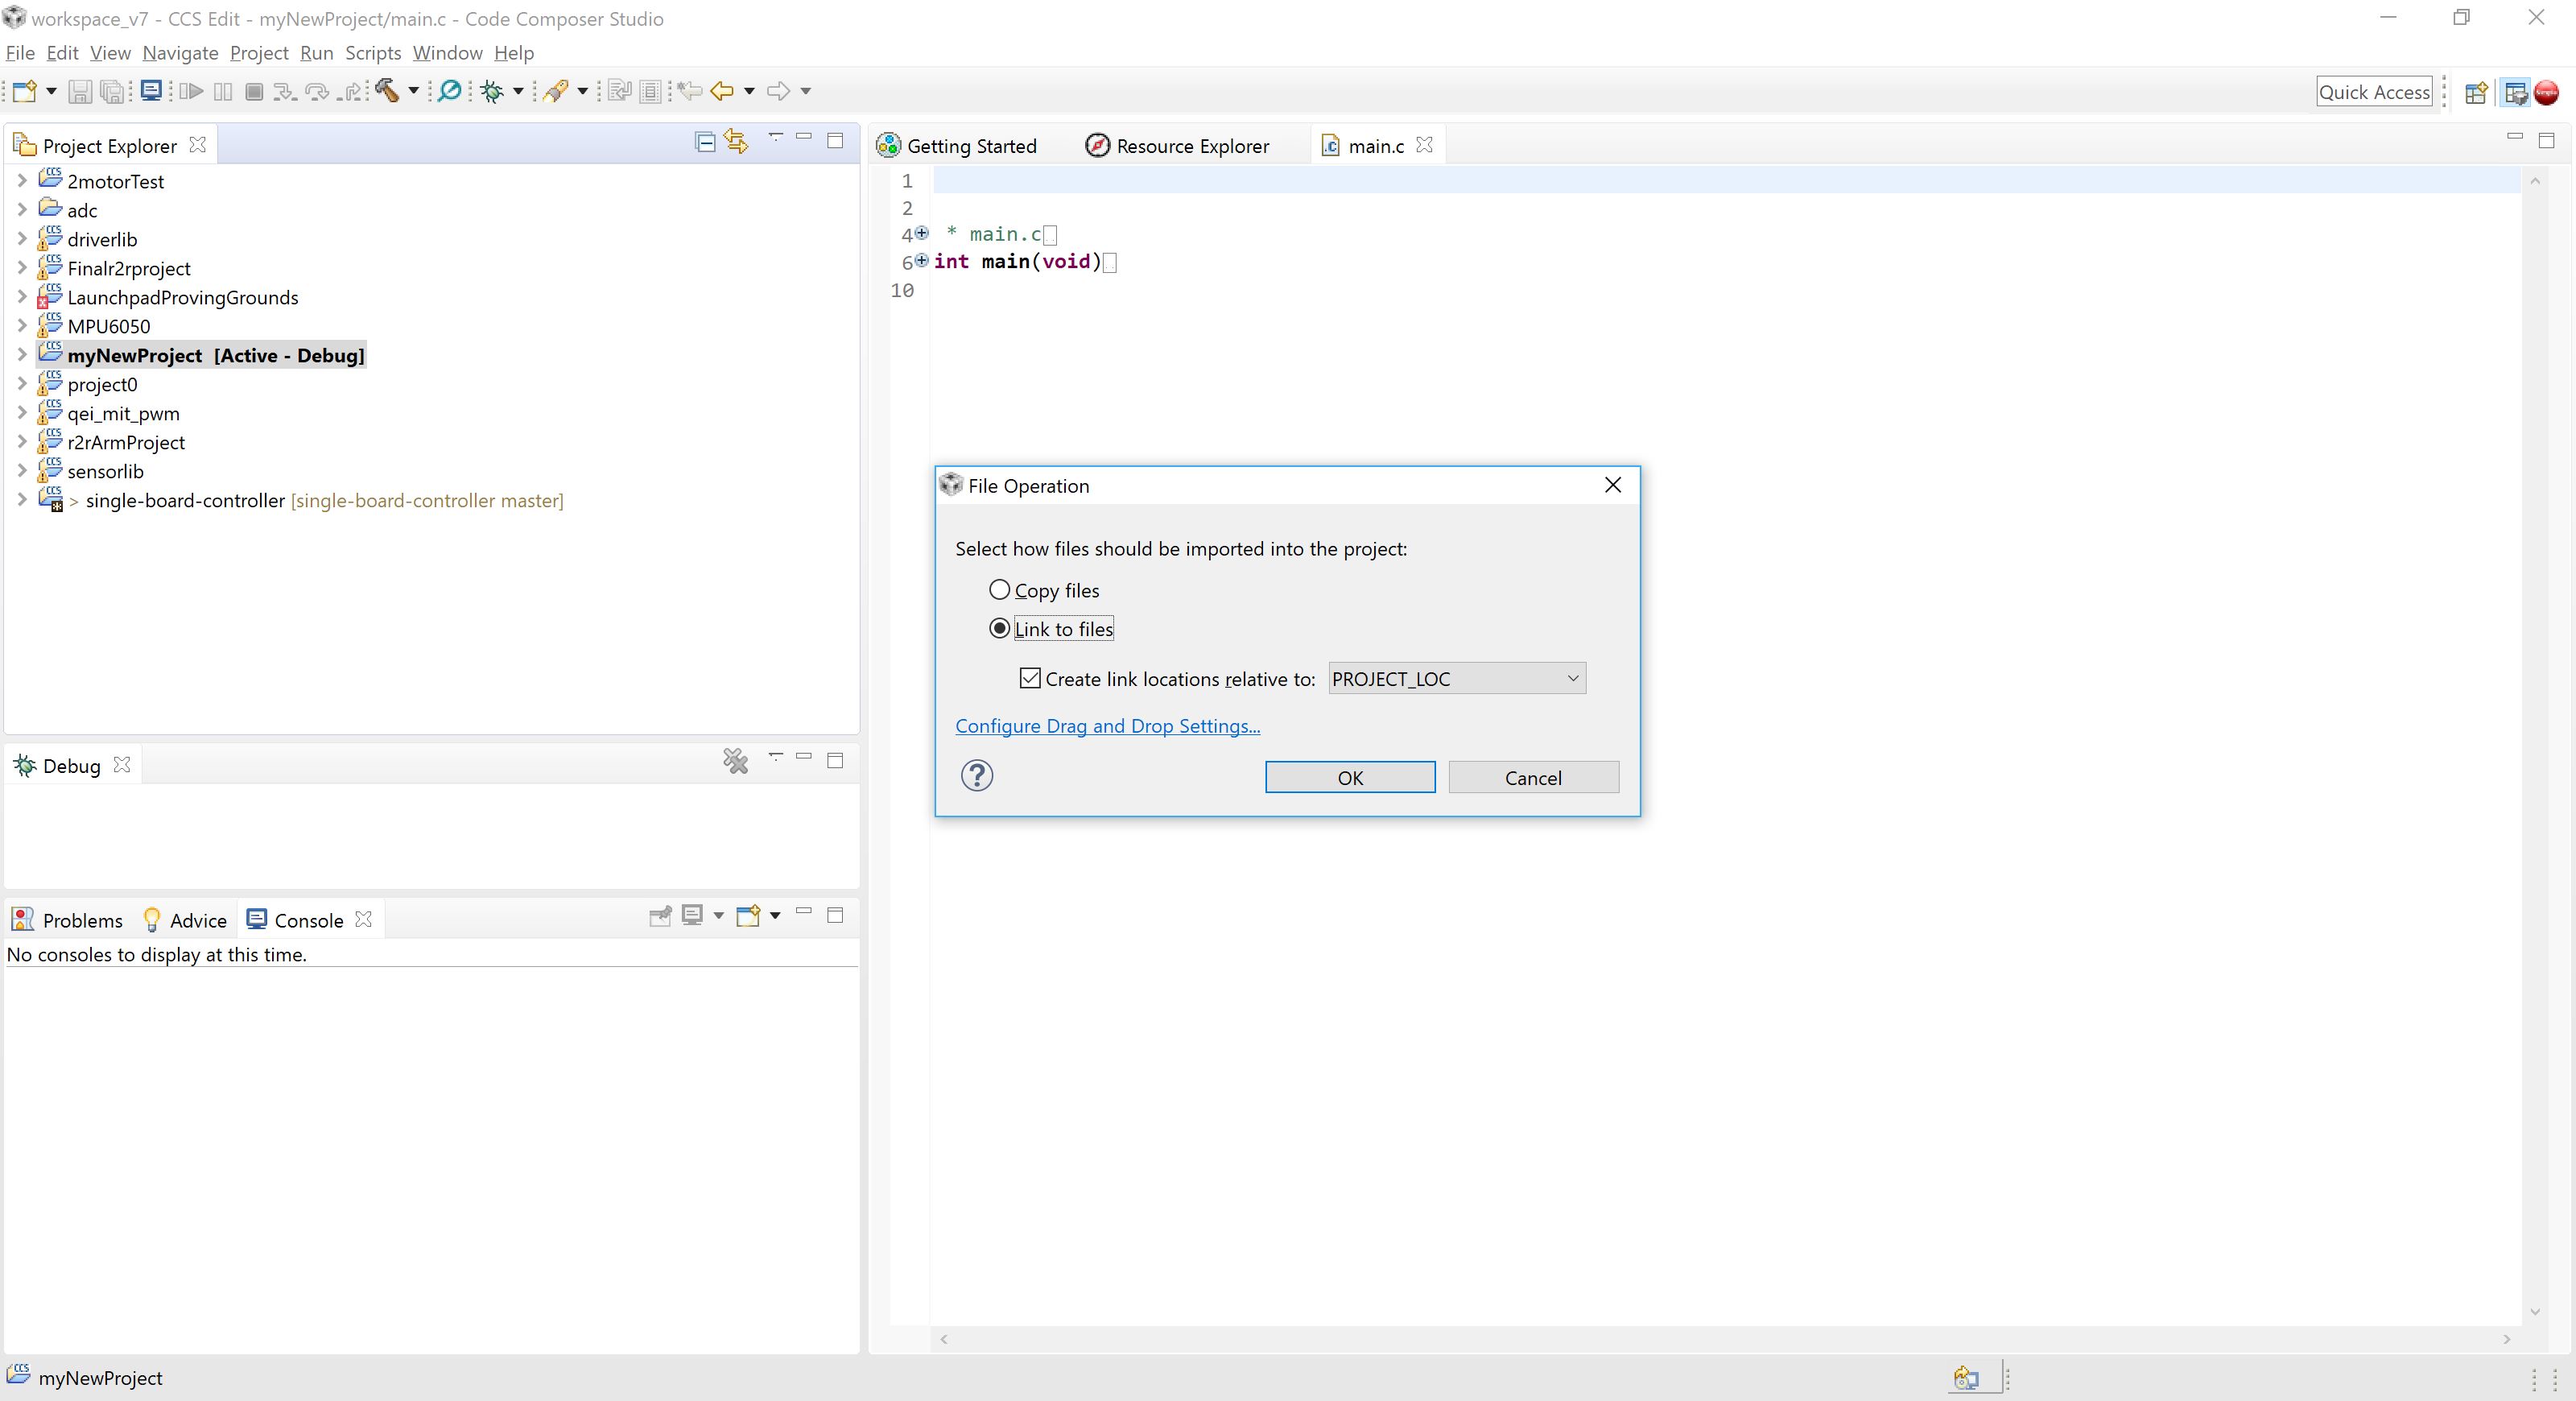 workspace_v7 - CCS Edit - myNewProject/main.c - Code Composer Studio
File Edit View Navigate Project Run Scripts Window Help
Quick Access
Project Explorer
2motorTest
adc
driverlib
Finalr2rproject
LaunchpadProvingGrounds
MPU6050
myNewProject [Active - Debug]
project0
qei_mit_pwm
r2rArmProject
sensorlib
> single-board-controller [single-board-controller master]
Getting Started Resource Explorer main.c
1
2
4 * main.c
6 int main(void)
10
File Operation
Select how files should be imported into the project:
Copy files
Link to files
Create link locations relative to: PROJECT_LOC
Configure Drag and Drop Settings...
OK Cancel
Debug
Problems Advice Console
No consoles to display at this time.
myNewProject